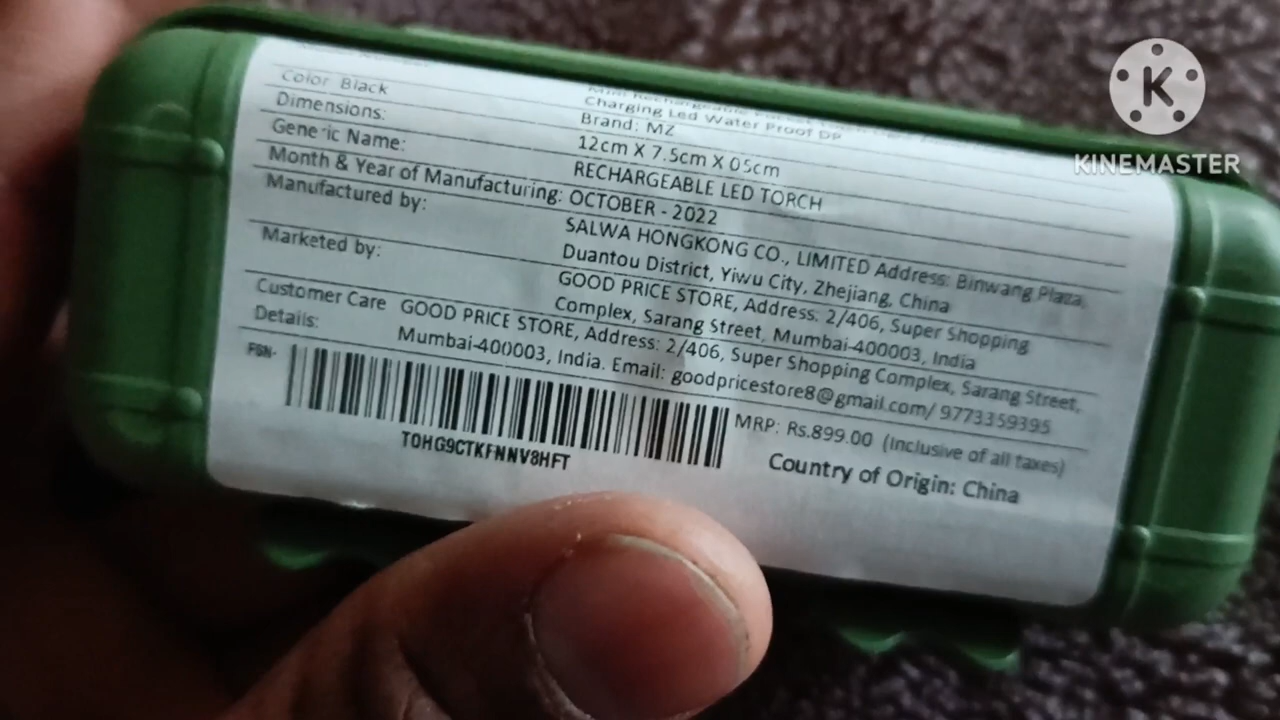 Color Black
Charging Led Water Proof DP
Brand: MZ
Dimensions: 12cm X 7.5cm X 05cm
Generic Name: RECHARGEABLE LED TORCH
Month & Year of Manufacturing: OCTOBER - 2022
Manufactured by: SALWA HONGKONG CO., LIMITED Address: Binwang Plaza,
Duantou District, Yiwu City, Zhejiang, China
Marketed by: GOOD PRICE STORE, Address: 2/406, Super Shopping
Complex, Sarang Street, Mumbai-400003, India
Customer Care GOOD PRICE STORE, Address: 2/406, Super Shopping Complex, Sarang Street,
Details: Mumbai-400003, India. Email: goodpricestore8@gmail.com/ 9773359395
FSN-
MRP: Rs.899.00 (Inclusive of all taxes)
TOHG9CTKFNNV8HFT
Country of Origin: China
K
KINEMASTER